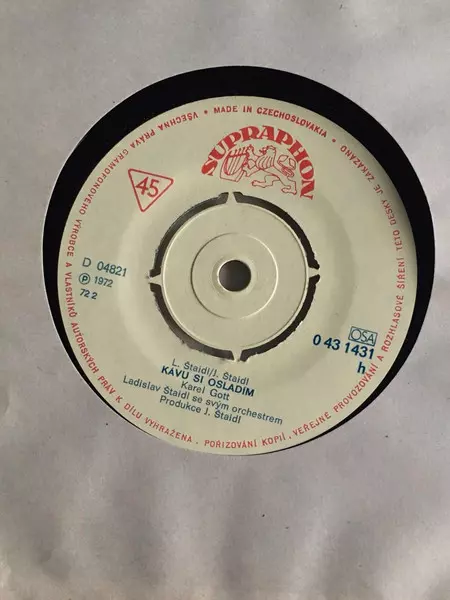 VŠECHNA PRÁVA GRAMOFONOVÉHO VÝROBCE A VLASTNÍKŮ AUTORSKÝCH PRÁV K DÍLU VYHRAŽENA. POŘIZOVÁNÍ KOPIÍ, VEŘEJNÉ PROVOZOVÁNÍ A ROZHLASOVÉ ŠÍŘENÍ TÉTO DESKY JE ZAKÁZÁNO • MADE IN CZECHOSLOVAKIA •
SUPRAPHON
45
D 04821
Ⓟ 1972
72 2
OSA
0 43 1431
h
L. Štaidl/J. Štaidl
KÁVU SI OSLADÍM
Karel Gott
Ladislav Štaidl se svým orchestrem
Produkce J. Štaidl